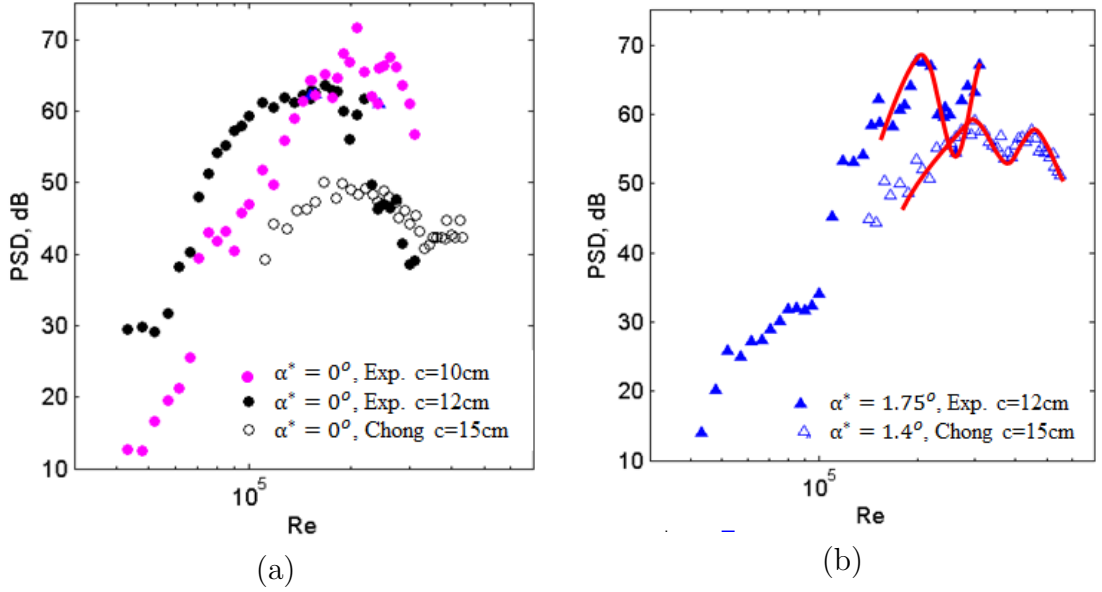 70
60
50
40
30
20
10
PSD, dB
10^5
Re
α* = 0°, Exp. c=10cm
α* = 0°, Exp. c=12cm
α* = 0°, Chong c=15cm
(a)
70
60
50
40
30
20
10
PSD, dB
10^5
Re
α* = 1.75°, Exp. c=12cm
α* = 1.4°, Chong c=15cm
(b)